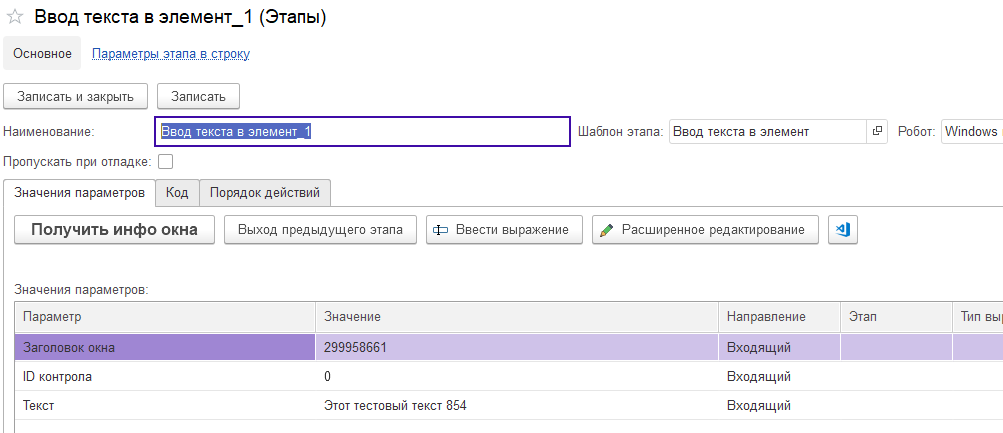 Ввод текста в элемент_1 (Этапы)
Основное Параметры этапа в строку
Записать и закрыть Записать
Наименование: Ввод текста в элемент_1 Шаблон этапа: Ввод текста в элемент Робот: Windows
Пропускать при отладке:
Значения параметров Код Порядок действий
Получить инфо окна Выход предыдущего этапа Ввести выражение Расширенное редактирование
Значения параметров:
Параметр Значение Направление Этап Тип выр
Заголовок окна 299958661 Входящий
ID контрола 0 Входящий
Текст Этот тестовый текст 854 Входящий